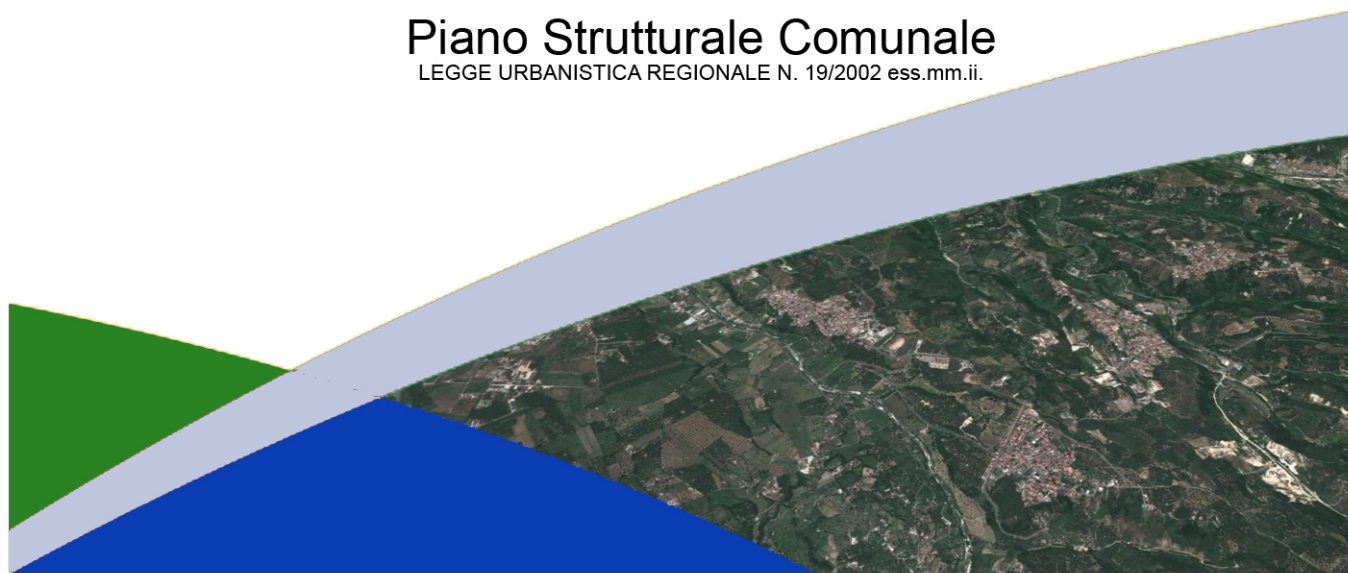 Piano Strutturale Comunale
LEGGE URBANISTICA REGIONALE N. 19/2002 ess.mm.ii.